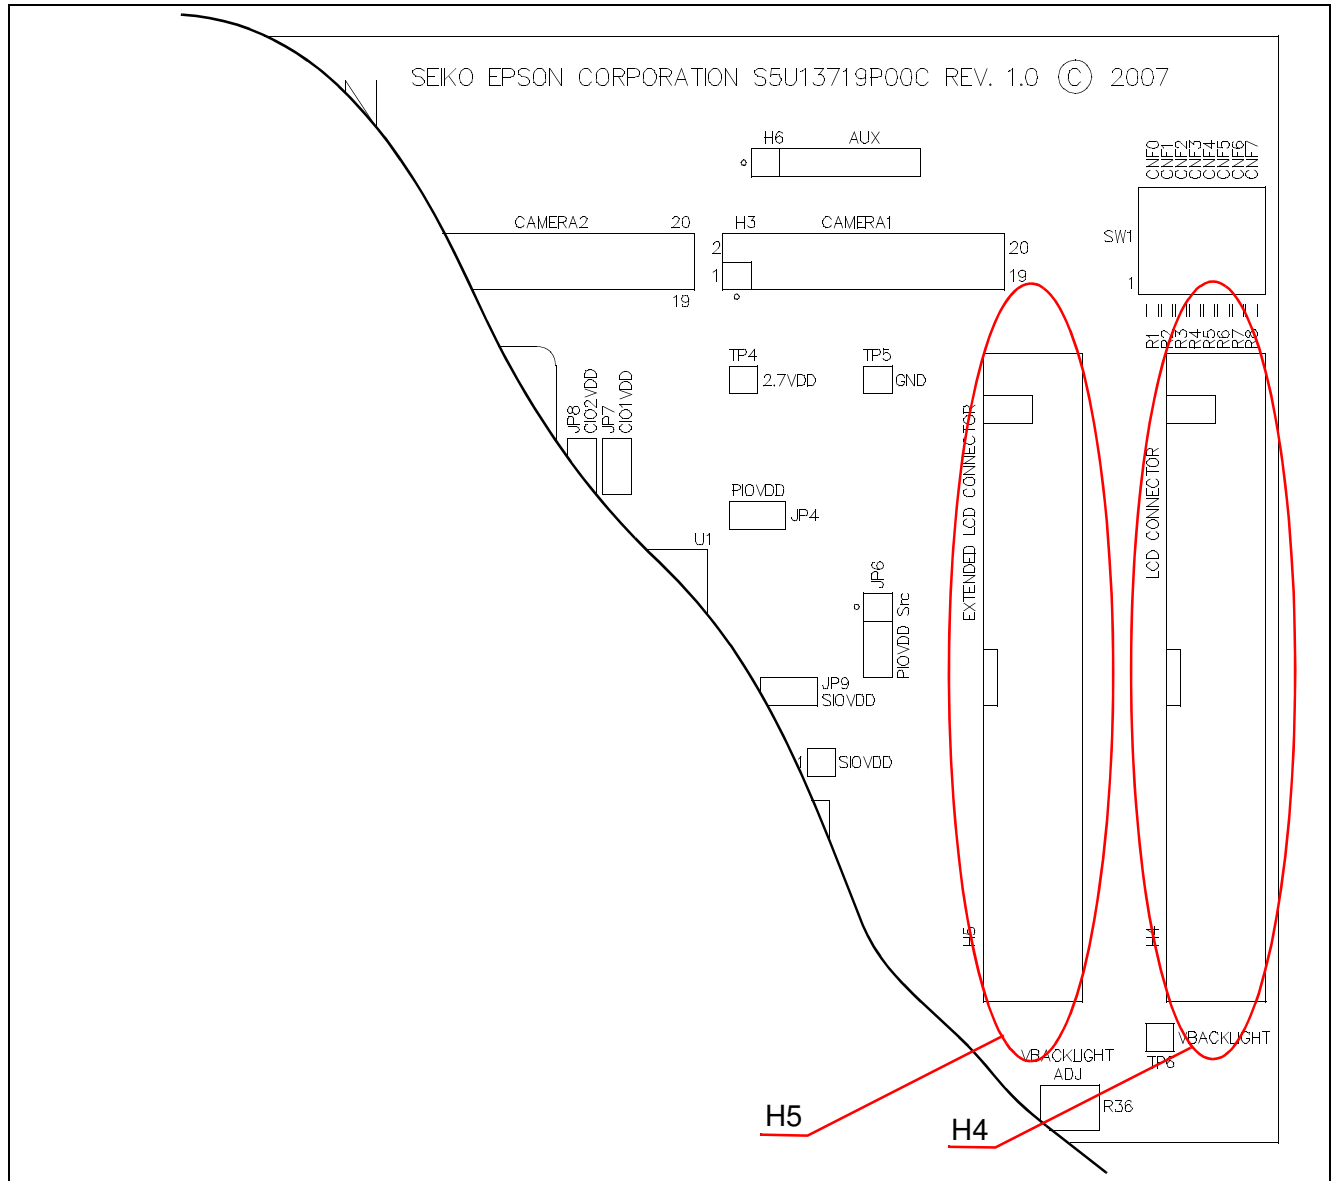 SEIKO EPSON CORPORATION S5U13719P00C REV. 1.0 © 2007
H6 AUX
CNF0
CNF1
CNF2
CNF3
CNF4
CNF5
CNF6
CNF7
CAMERA2 20
19
H3 CAMERA1
2 20
1 19
SW1
1
R1
R2
R3
R4
R5
R6
R7
R8
TP4
2.7VDD
TP5
GND
JP8
CIO2VDD
JP7
CIO1VDD
PIOVDD
JP4
U1
EXTENDED LCD CONNECTOR
LCD CONNECTOR
JP6
PIOVDD Src
JP9
SIOVDD
1 SIOVDD
H5
H4
VBACKLIGHT
TP6
VBACKLIGHT
ADJ
R36
H5
H4